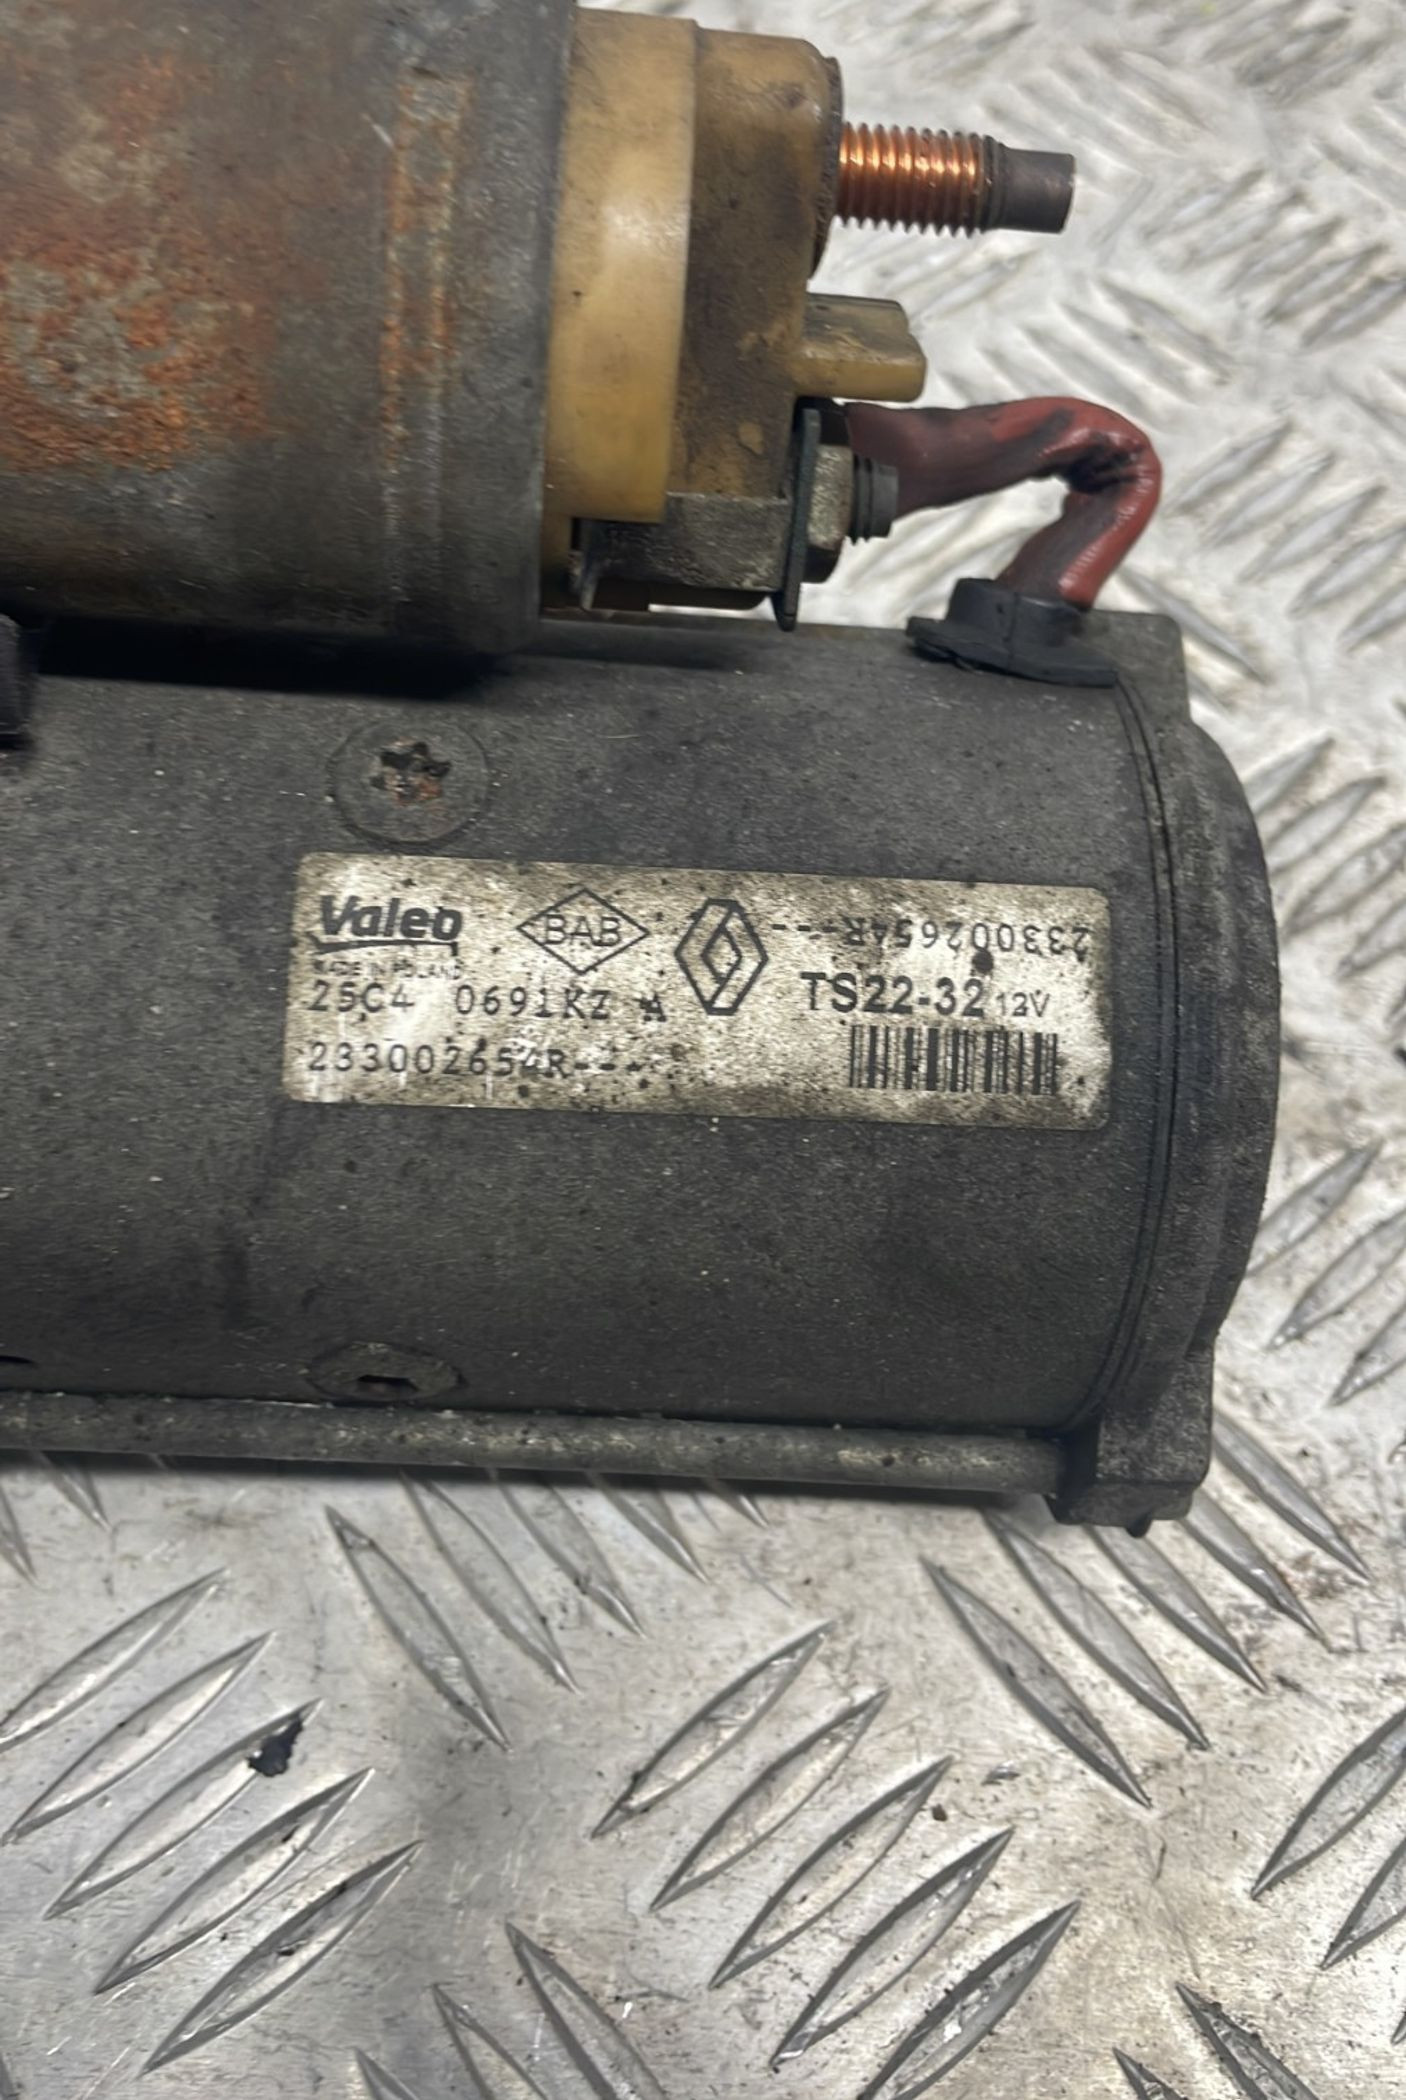 Valeo
MADE IN POLAND
BAB
233002654R---
TS22-32 12V
25C4 0691KZ A
233002654R----